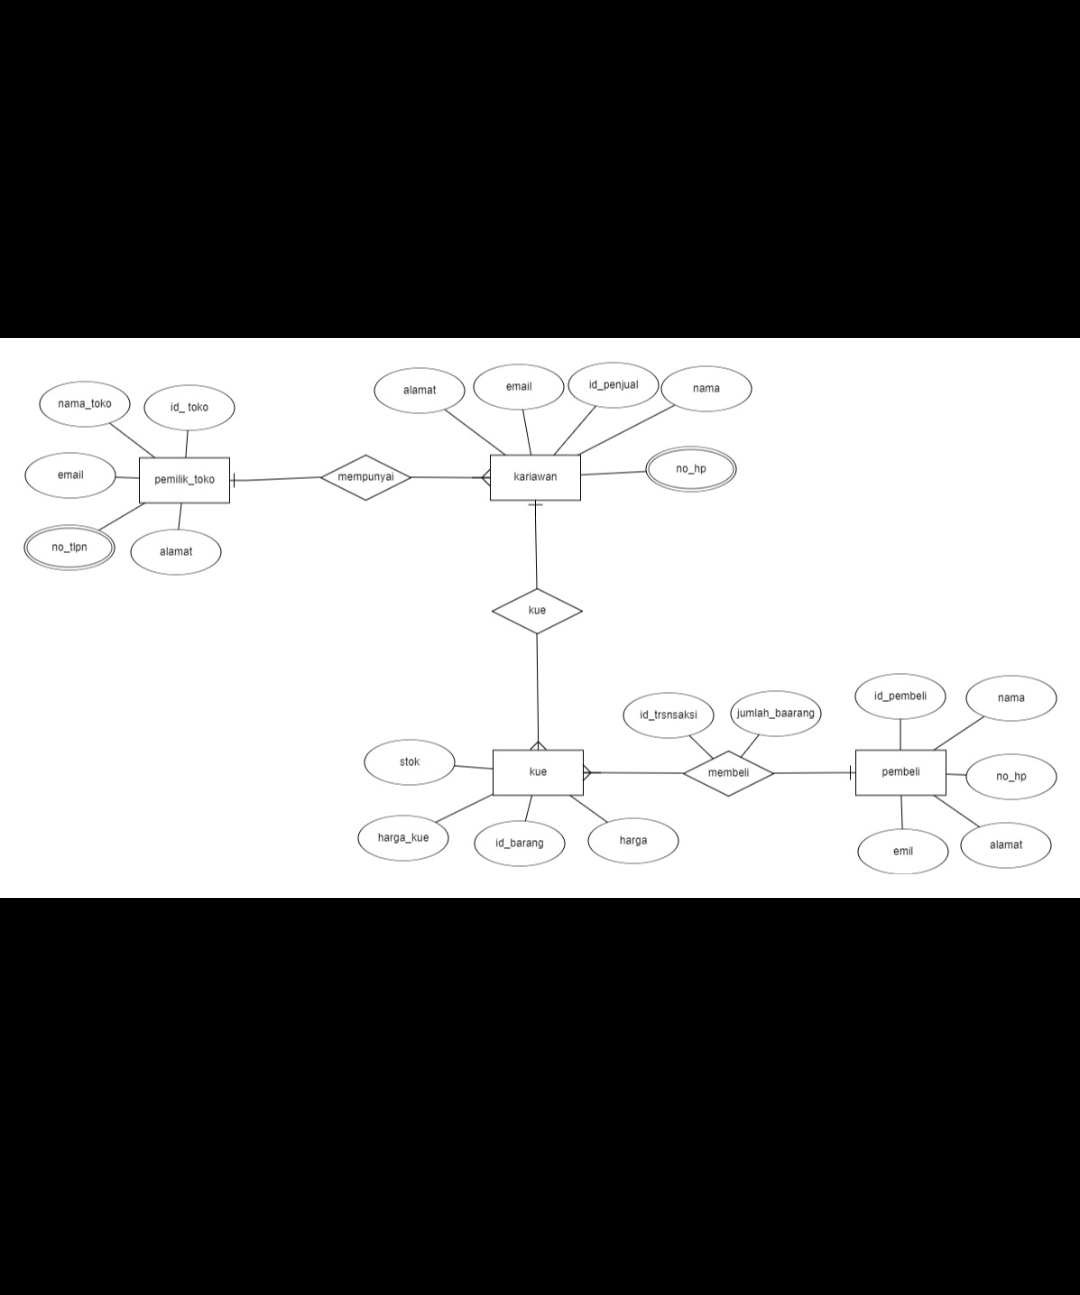 nama_toko
id_ toko
email
pemilik_toko
no_tlpn
alamat
mempunyai
alamat
email
id_penjual
nama
kariawan
no_hp
kue
stok
kue
harga_kue
id_barang
harga
id_trsnsaksi
jumlah_baarang
membeli
id_pembeli
nama
pembeli
no_hp
emil
alamat